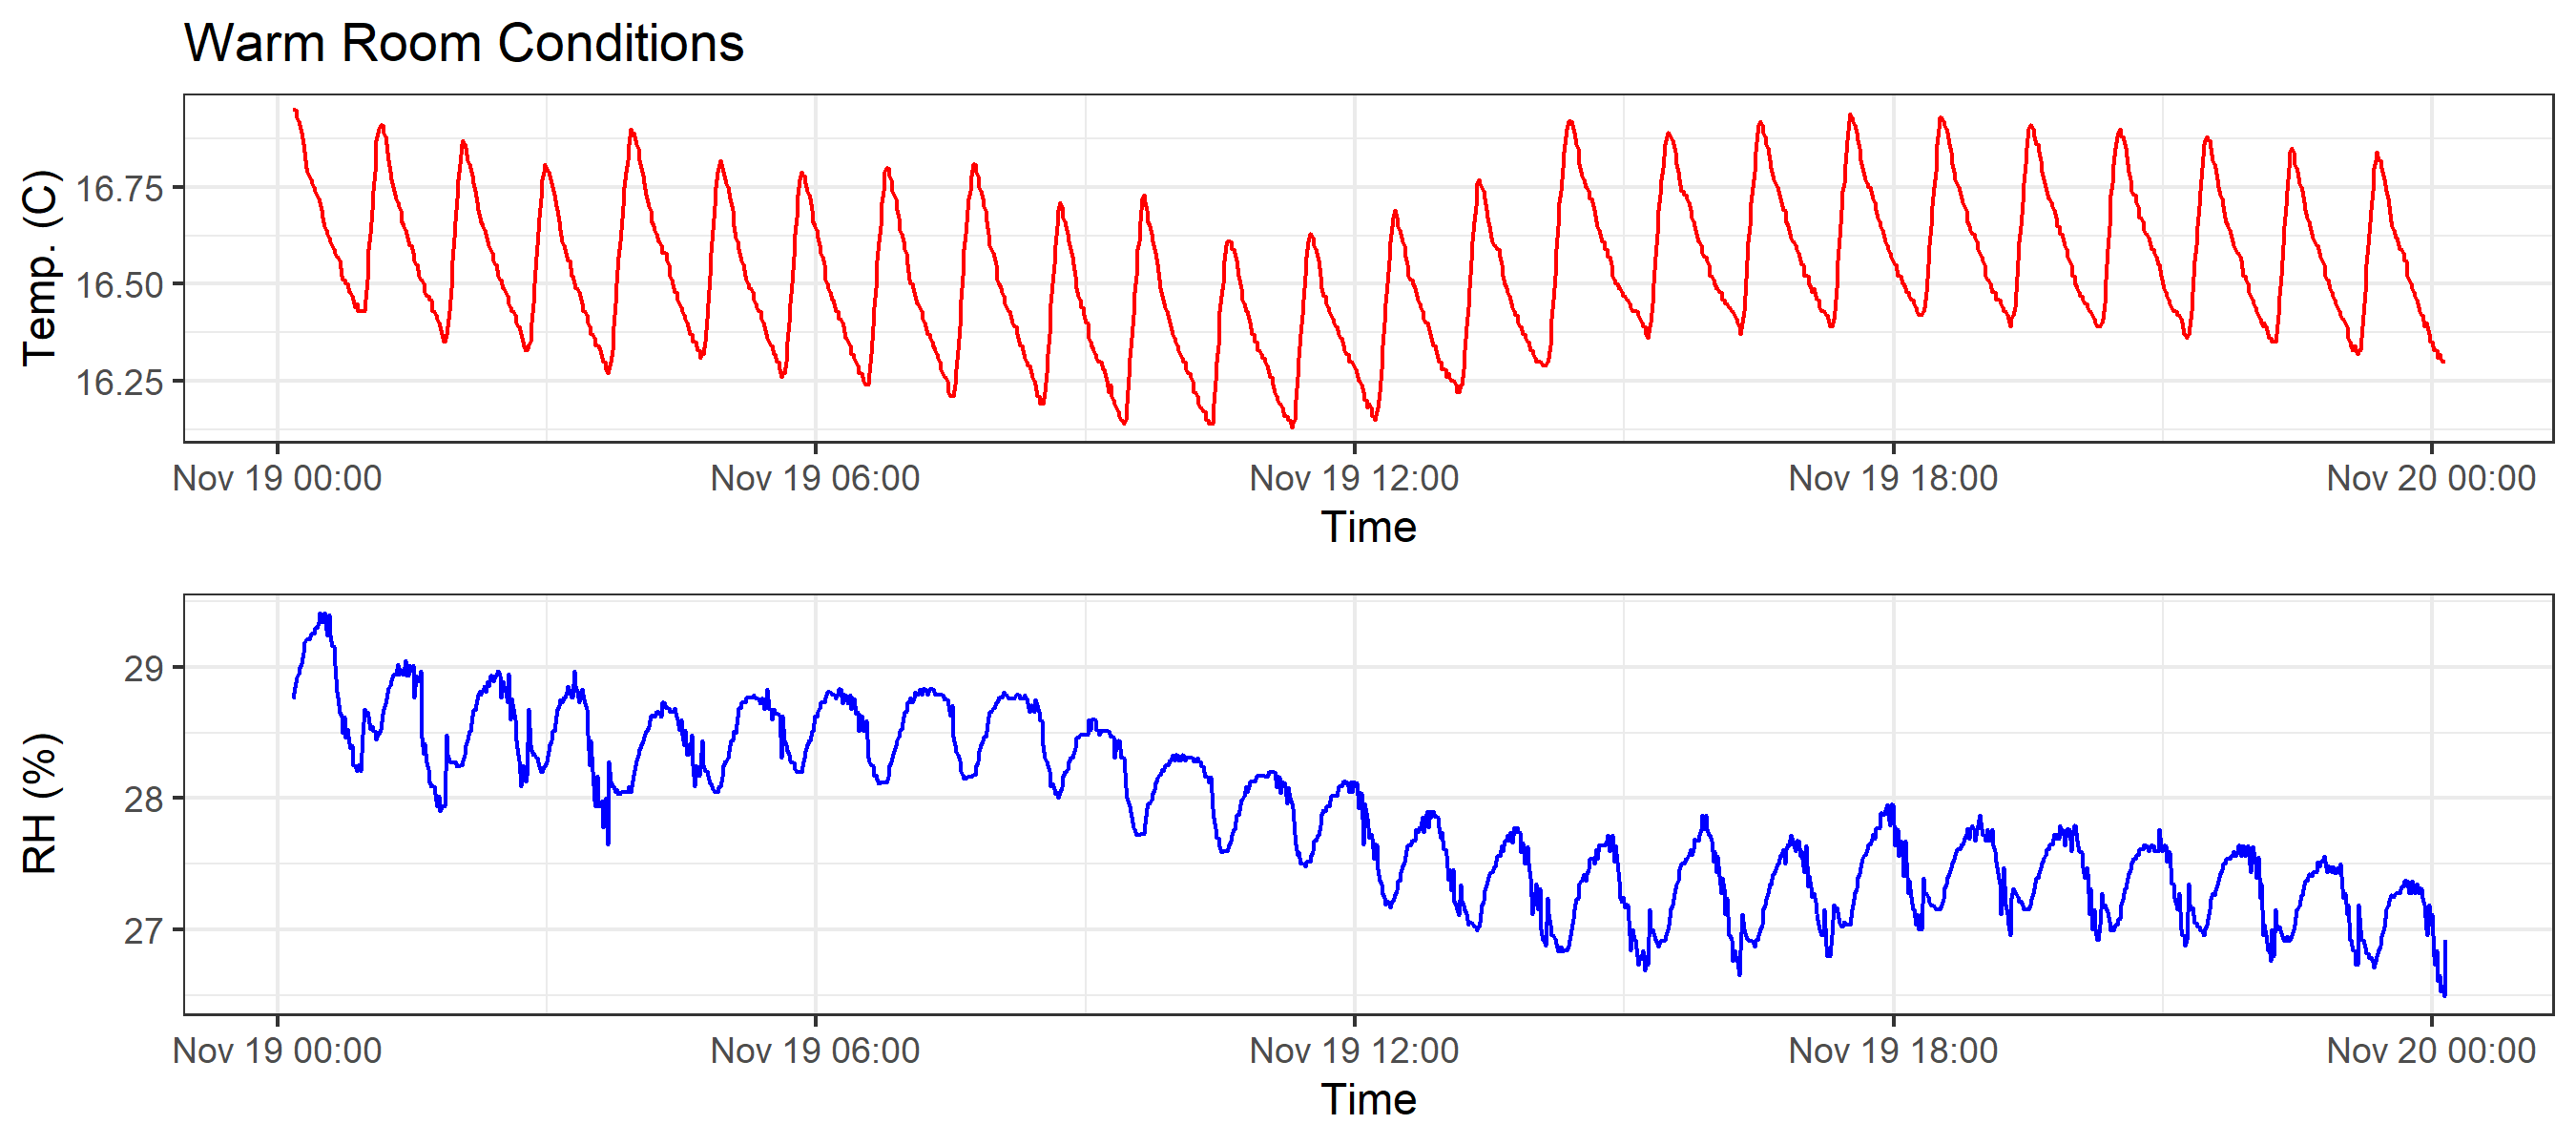 Warm Room Conditions
Temp. (C)
16.75
16.50
16.25
Nov 19 00:00 Nov 19 06:00 Nov 19 12:00 Nov 19 18:00 Nov 20 00:00
Time
RH (%)
29
28
27
Nov 19 00:00 Nov 19 06:00 Nov 19 12:00 Nov 19 18:00 Nov 20 00:00
Time